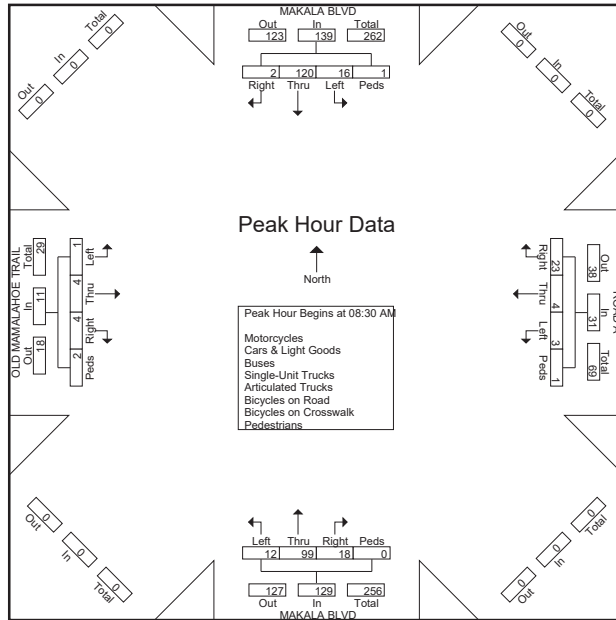 MAKALA BLVD
Out In Total
123 139 262
2 120 16 1
Right Thru Left Peds
Out In Total
0 0 0
Out In Total
0 0 0
OLD MAMALAHOE TRAIL
Total In Out
29 11 18
1 4 4 2
Left Thru Right Peds
Peak Hour Data
North
Peak Hour Begins at 08:30 AM
Motorcycles
Cars & Light Goods
Buses
Single-Unit Trucks
Articulated Trucks
Bicycles on Road
Bicycles on Crosswalk
Pedestrians
Right Thru Left Peds
23 4 3 1
Out In Total
38 31 69
Out In Total
0 0 0
Left Thru Right Peds
12 99 18 0
127 129 256
Out In Total
MAKALA BLVD
Out In Total
0 0 0